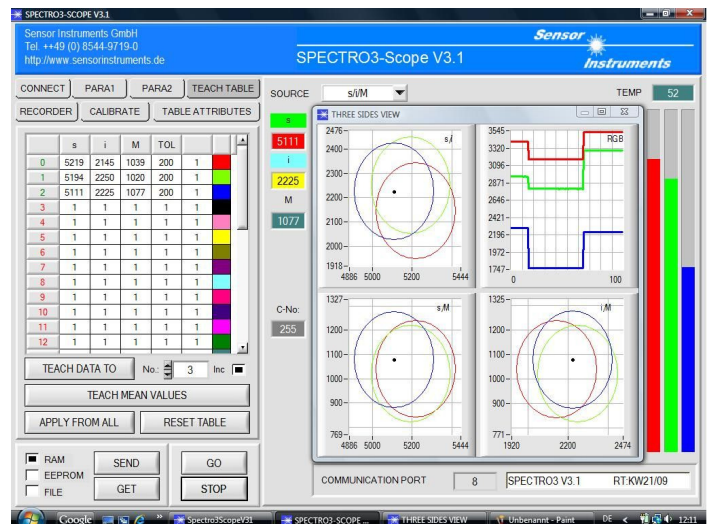 SPECTRO3-SCOPE V3.1
Sensor Instruments GmbH
Tel. ++49 (0) 8544-9719-0
http://www.sensorinstruments.de
SPECTRO3-Scope V3.1
Sensor
Instruments
CONNECT PARA1 PARA2 TEACH TABLE
RECORDER CALIBRATE TABLE ATTRIBUTES
SOURCE s/i/M TEMP 52
s i M TOL
0 5219 2145 1039 200 1
1 5194 2250 1020 200 1
2 5111 2225 1077 200 1
3 1 1 1 1 1
4 1 1 1 1 1
5 1 1 1 1 1
6 1 1 1 1 1
7 1 1 1 1 1
8 1 1 1 1 1
9 1 1 1 1 1
10 1 1 1 1 1
11 1 1 1 1 1
12 1 1 1 1 1
TEACH DATA TO No.: 3 Inc
TEACH MEAN VALUES
APPLY FROM ALL RESET TABLE
RAM
EEPROM
FILE
SEND GO
GET STOP
s
5111
i
2225
M
1077
C-No:
255
THREE SIDES VIEW
s/i
2476
2400
2300
2200
2100
2000
1918
4886 5000 5200 5444
RGB
3545
3320
3096
2871
2646
2421
2196
1972
1747
0 100
s/M
1327
1200
1100
1000
900
769
4886 5000 5200 5444
i/M
1325
1200
1100
1000
900
771
1920 2200 2474
COMMUNICATION PORT 8 SPECTRO3 V3.1 RT:KW21/09
Google Spectro3ScopeV31 SPECTRO3-SCOPE ... THREE SIDES VIEW Unbenannt - Paint DE 12:11